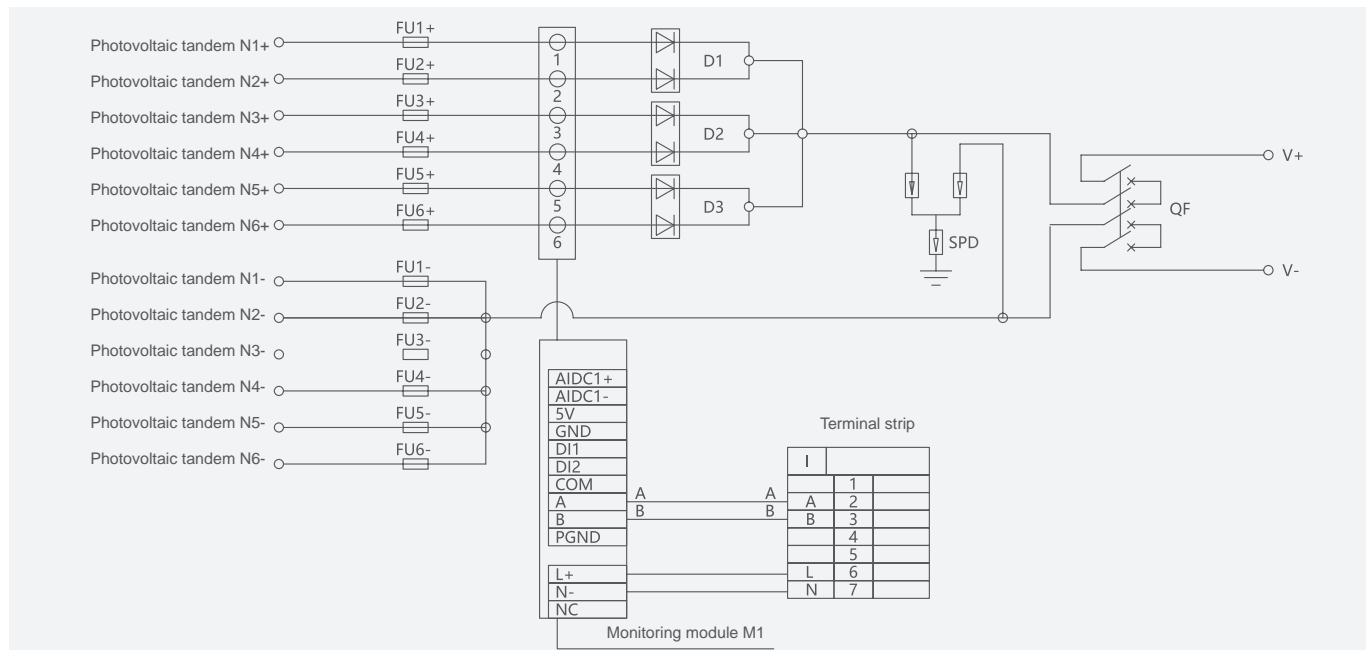 Photovoltaic tandem N1+ FU1+
1
Photovoltaic tandem N2+ FU2+ D1
2
Photovoltaic tandem N3+ FU3+
3
Photovoltaic tandem N4+ FU4+ D2 V+
4
Photovoltaic tandem N5+ FU5+
5
Photovoltaic tandem N6+ FU6+ D3 QF
6
SPD
Photovoltaic tandem N1- FU1- V-
Photovoltaic tandem N2- FU2-
Photovoltaic tandem N3- FU3-
Photovoltaic tandem N4- FU4-
Photovoltaic tandem N5- FU5-
Photovoltaic tandem N6- FU6-
AIDC1+
AIDC1-
5V
GND
DI1
DI2
COM
A A A
B B B
PGND
L+
N-
NC
Monitoring module M1
Terminal strip
I
1
A 2
B 3
4
5
L 6
N 7